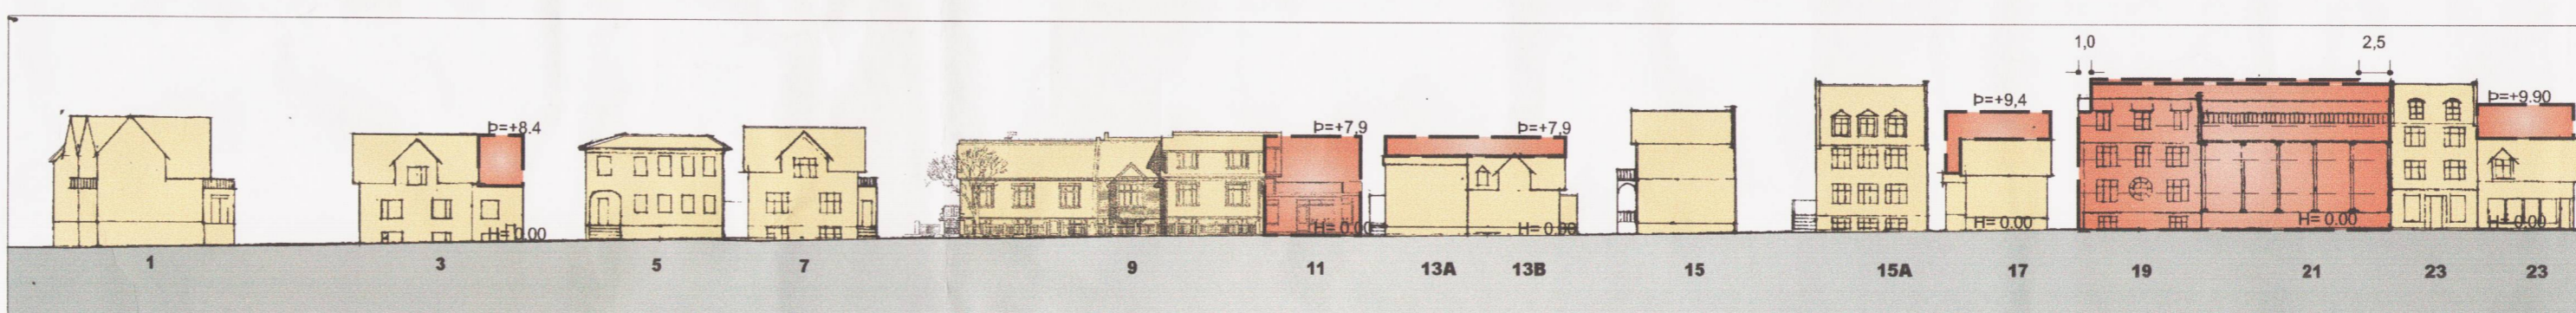 1,0 2,5
Þ=+8.4 Þ=+7,9 Þ=+7,9 Þ=+9,4 Þ=+9.90
H= 0.00 H= 0.00 H= 0.00 H= 0.00 H= 0.00 H= 0.00
1 3 5 7 9 11 13A 13B 15 15A 17 19 21 23 23